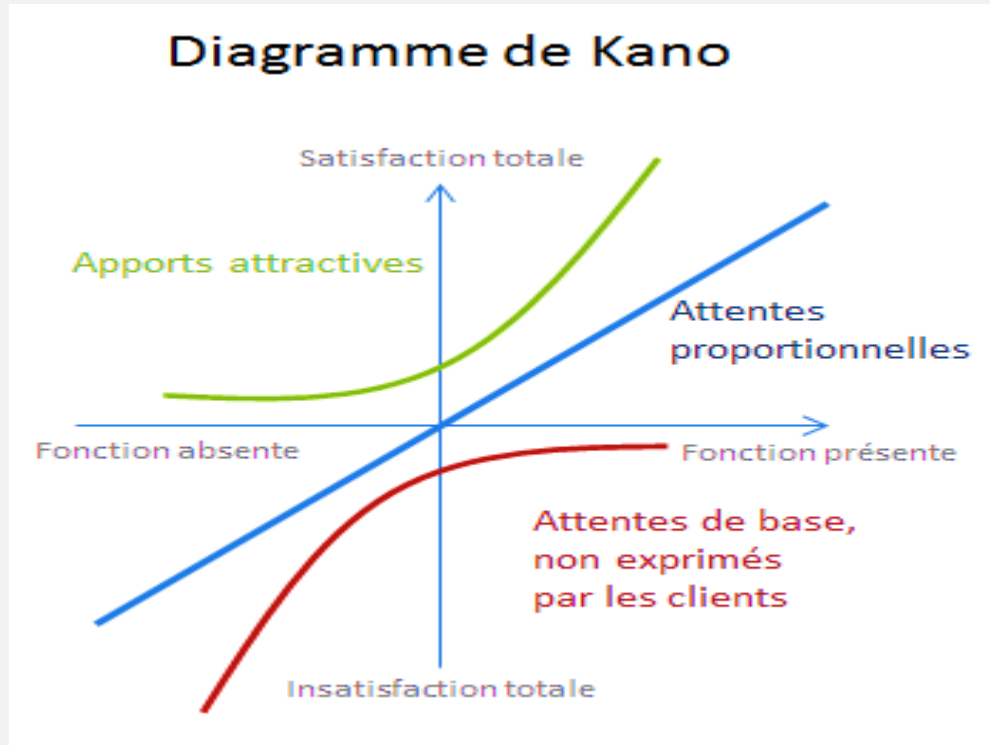 Diagramme de Kano
Satisfaction totale
Apports attractives
Attentes
proportionnelles
Fonction absente
Fonction présente
Attentes de base,
non exprimés
par les clients
Insatisfaction totale